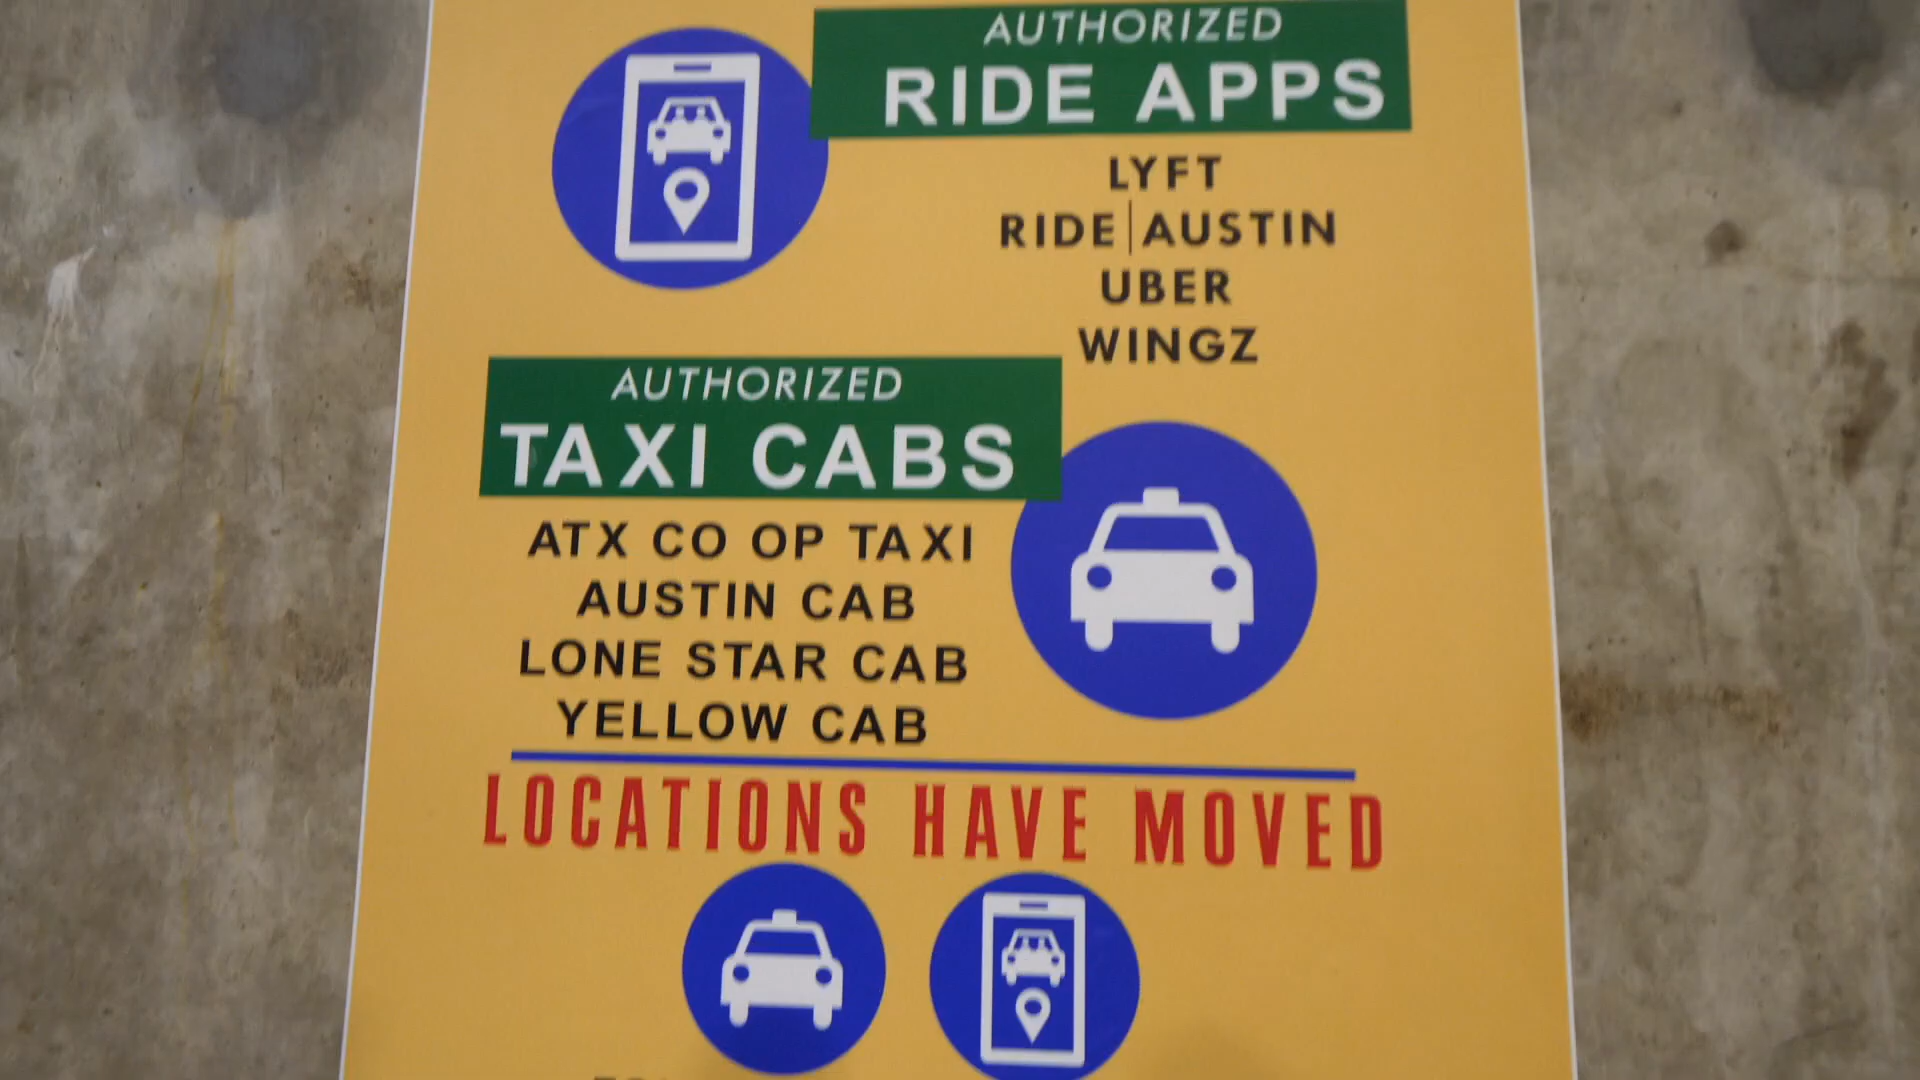 AUTHORIZED
RIDE APPS
LYFT
RIDE|AUSTIN
UBER
WINGZ
AUTHORIZED
TAXI CABS
ATX CO OP TAXI
AUSTIN CAB
LONE STAR CAB
YELLOW CAB
LOCATIONS HAVE MOVED